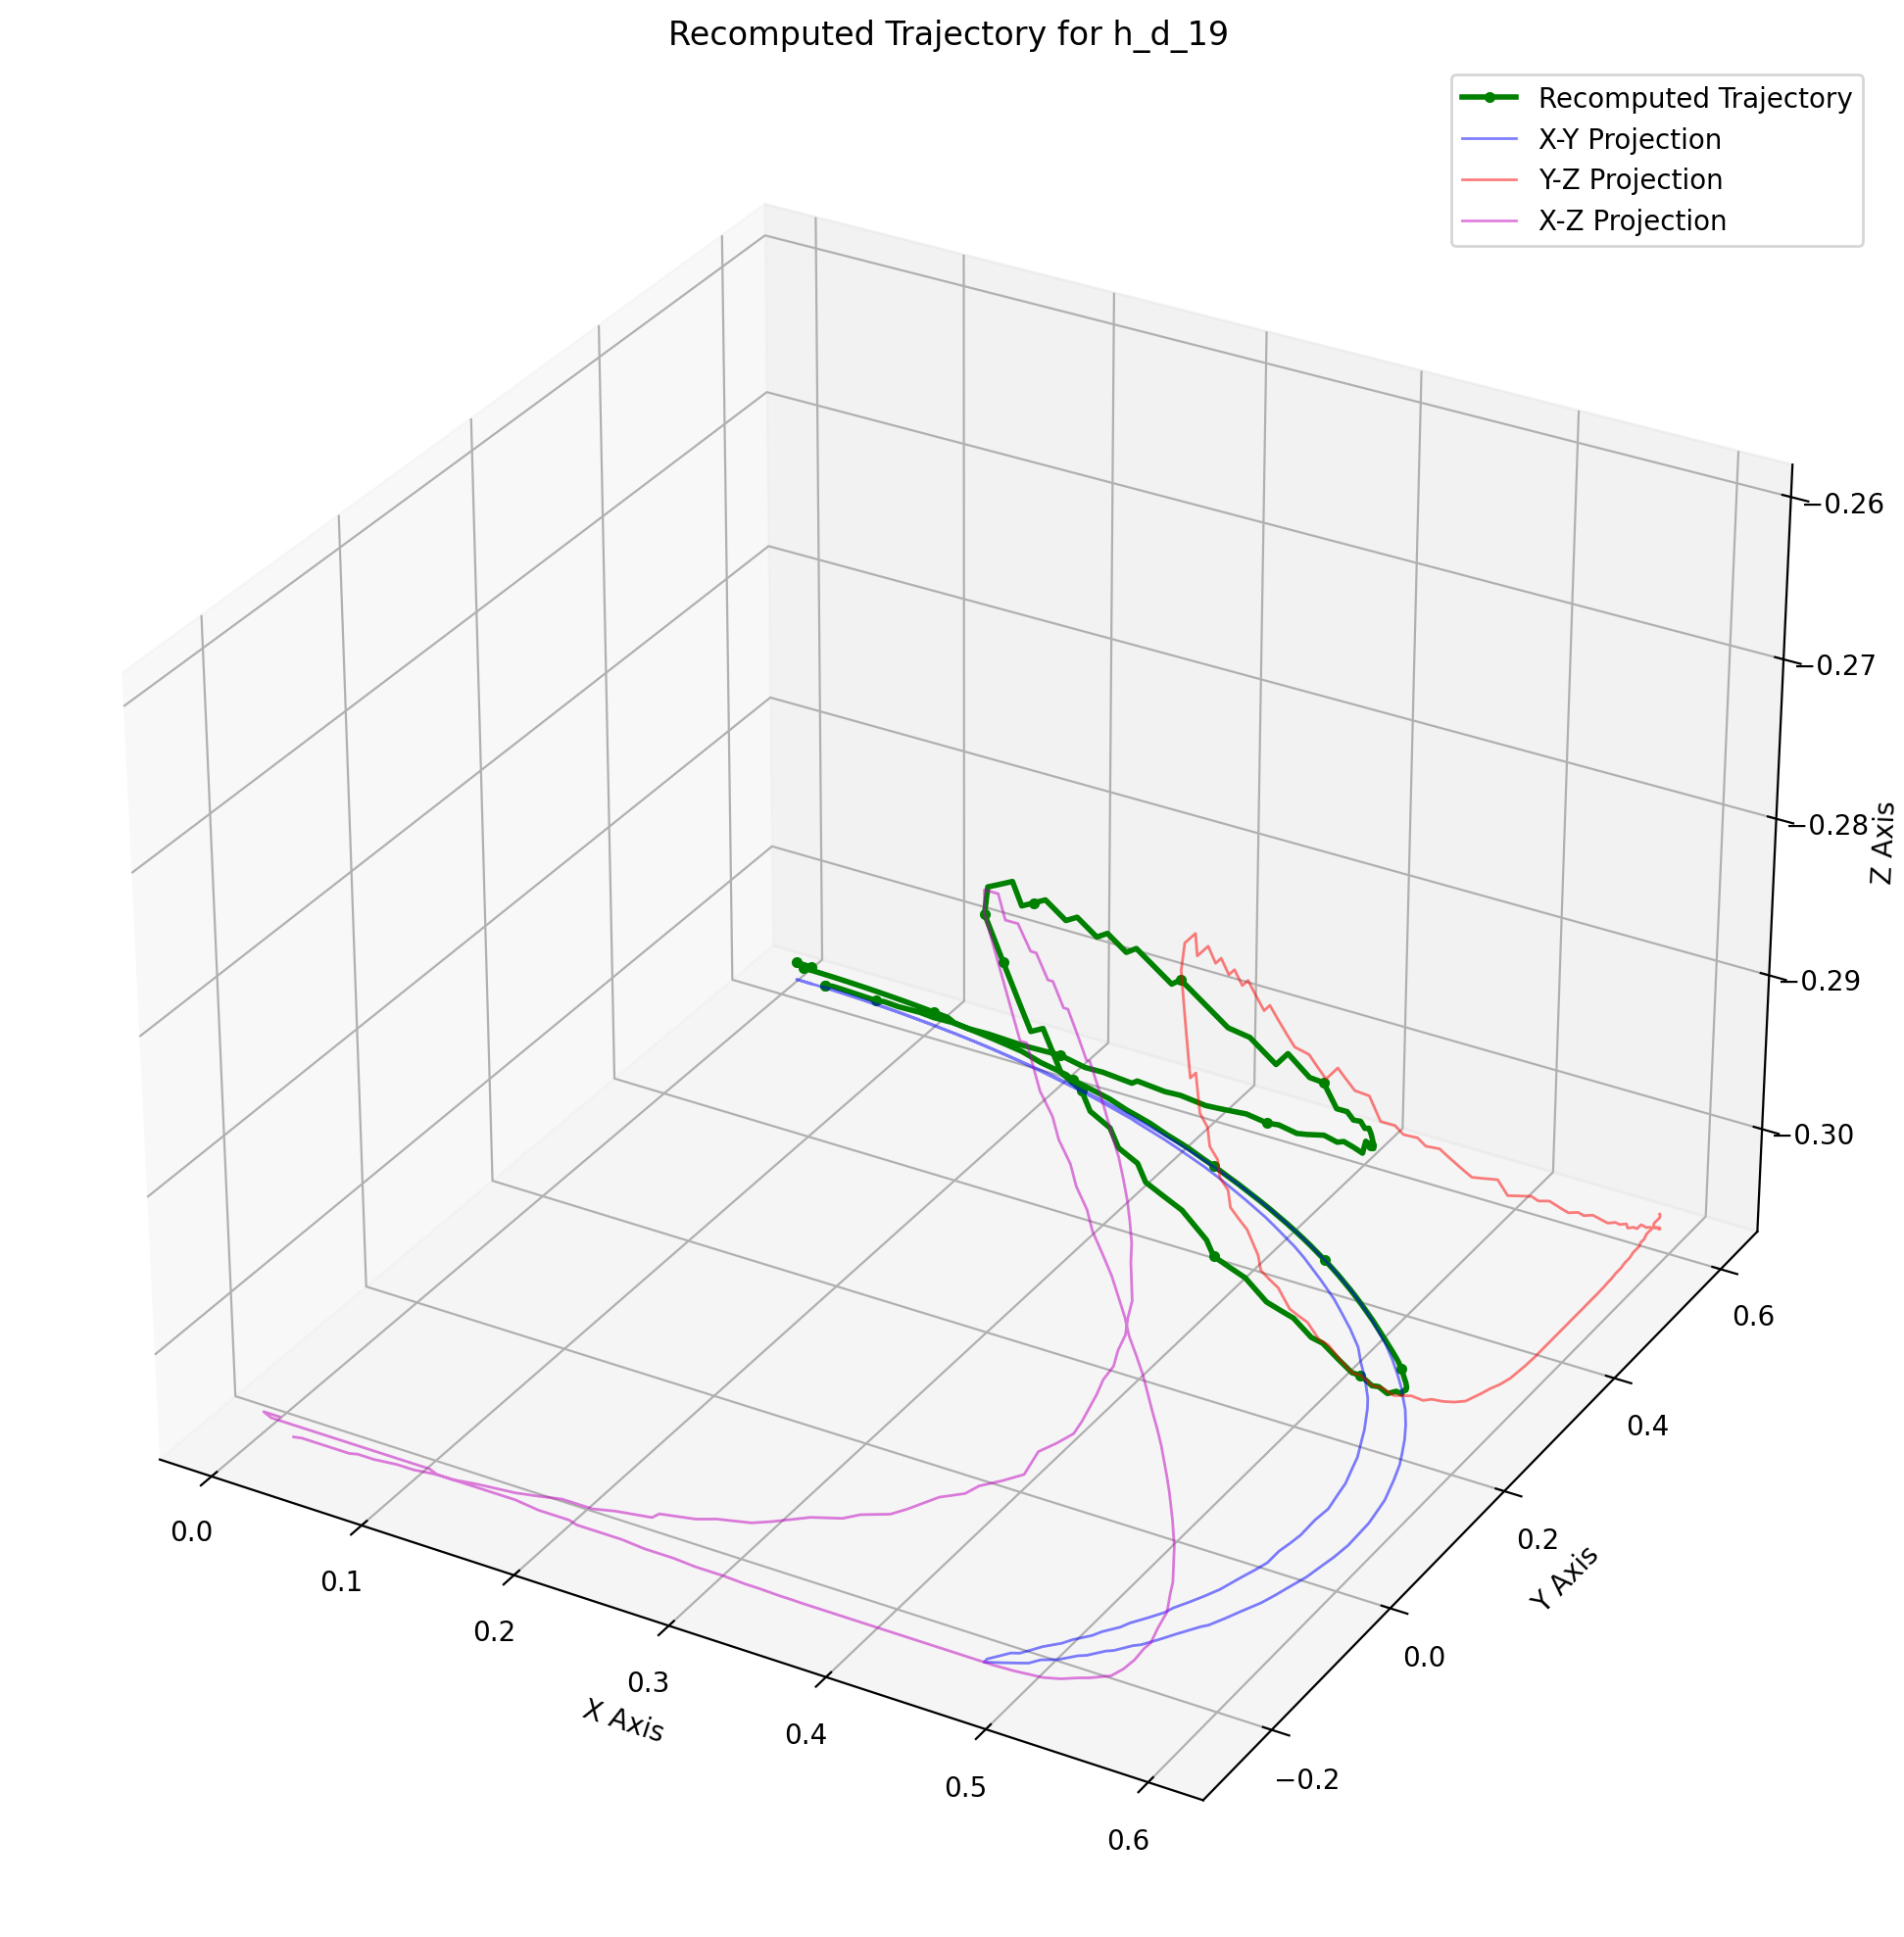 Recomputed Trajectory for h_d_19
Recomputed Trajectory
X-Y Projection
Y-Z Projection
X-Z Projection
−0.26
−0.27
−0.28
−0.29
−0.30
Z Axis
0.6
0.4
0.2
0.0
−0.2
Y Axis
0.0
0.1
0.2
0.3
0.4
0.5
0.6
X Axis